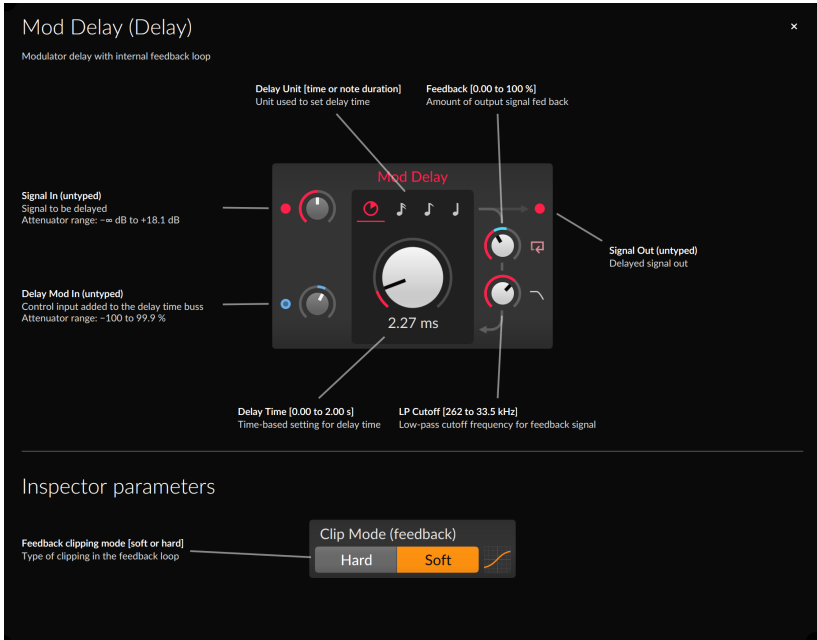 Mod Delay (Delay)
×
Modulator delay with internal feedback loop
Delay Unit [time or note duration]
Unit used to set delay time
Feedback [0.00 to 100 %]
Amount of output signal fed back
Mod Delay
Signal In (untyped)
Signal to be delayed
Attenuator range: −∞ dB to +18.1 dB
Signal Out (untyped)
Delayed signal out
Delay Mod In (untyped)
Control input added to the delay time buss
Attenuator range: −100 to 99.9 %
2.27 ms
Delay Time [0.00 to 2.00 s]
Time-based setting for delay time
LP Cutoff [262 to 33.5 kHz]
Low-pass cutoff frequency for feedback signal
Inspector parameters
Feedback clipping mode [soft or hard]
Type of clipping in the feedback loop
Clip Mode (feedback)
Hard
Soft